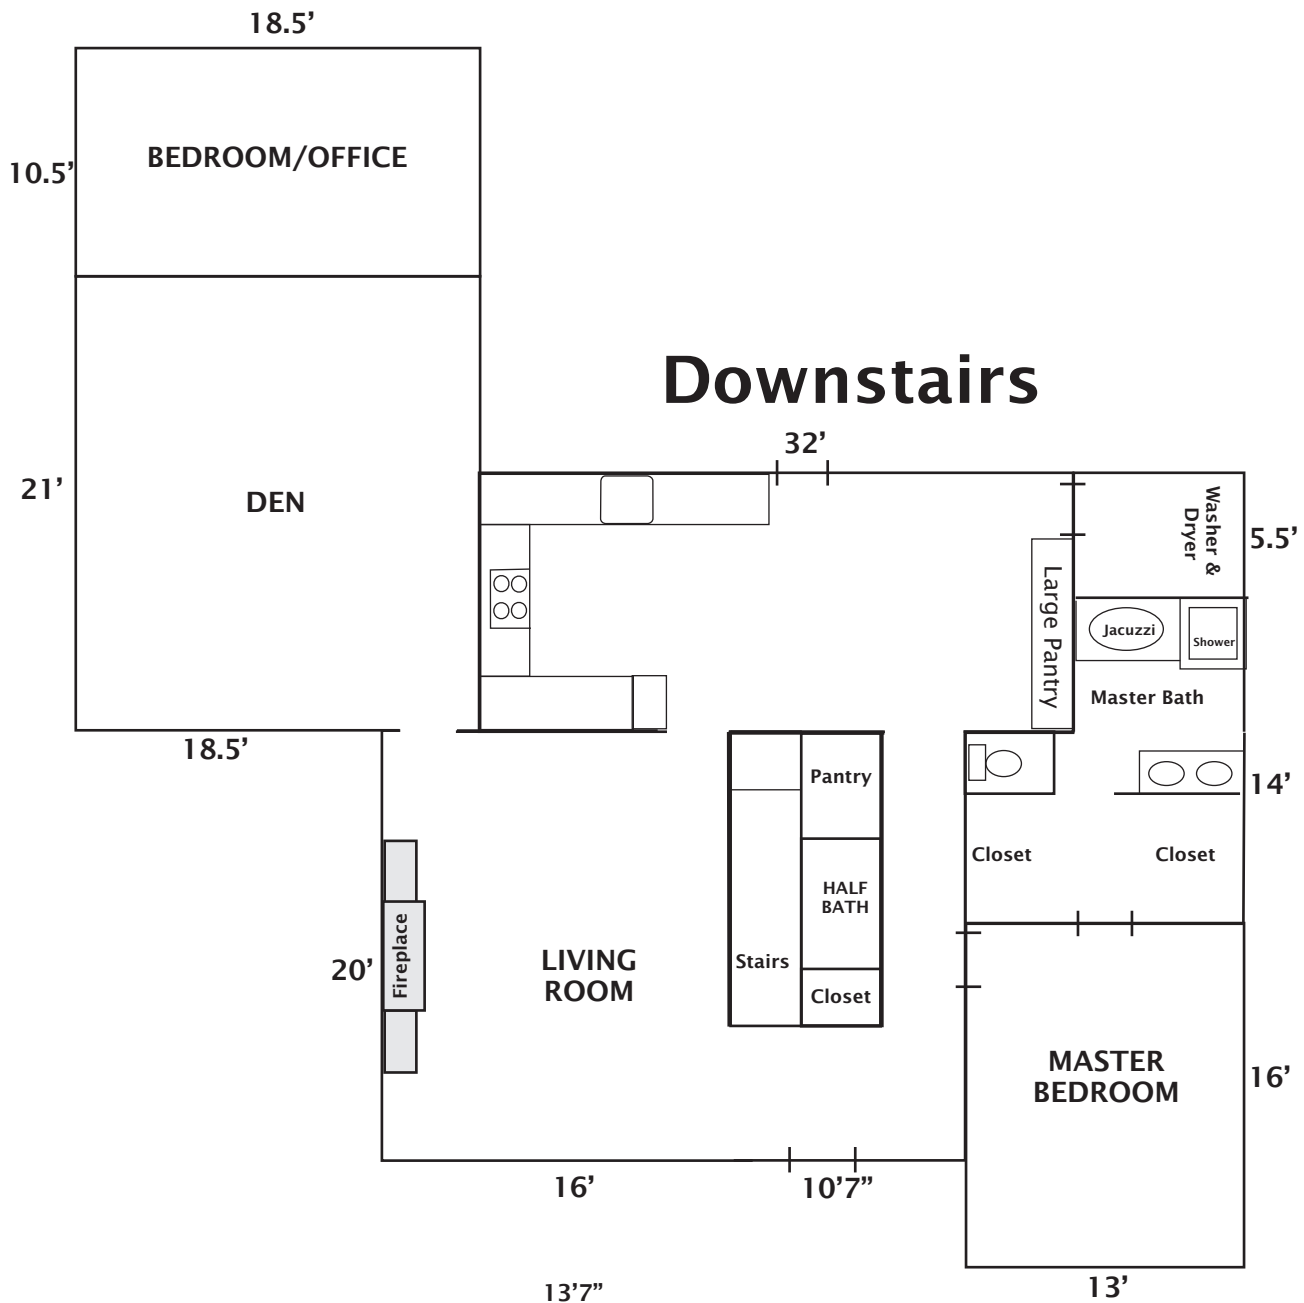 18.5’
BEDROOM/OFFICE
10.5’
Downstairs
32’
21’
DEN
Washer &
Dryer
5.5’
Large Pantry
Jacuzzi
Shower
Master Bath
18.5’
Pantry
14’
Closet
Closet
HALF
BATH
Fireplace
20’
LIVING
ROOM
Stairs
Closet
MASTER
BEDROOM
16’
16’
10’7”
13’
13’7”